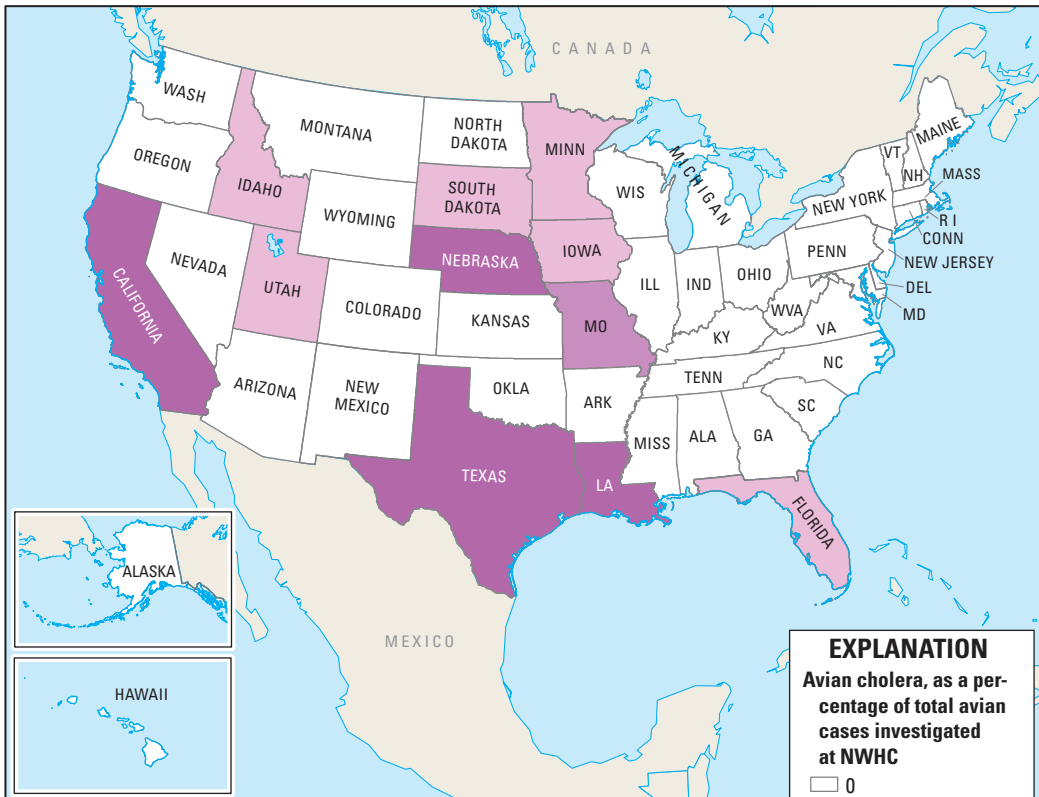 CANADA
WASH
MONTANA
NORTH
DAKOTA
MINN
MAINE
VT
NH
MASS
OREGON
IDAHO
SOUTH
DAKOTA
WIS
MICHIGAN
NEW YORK
R I
CONN
WYOMING
NEBRASKA
IOWA
PENN
NEW JERSEY
NEVADA
UTAH
COLORADO
ILL
IND
OHIO
DEL
MD
CALIFORNIA
KANSAS
MO
WVA
VA
KY
ARIZONA
NEW
MEXICO
OKLA
ARK
TENN
NC
SC
MISS
ALA
GA
TEXAS
LA
FLORIDA
ALASKA
MEXICO
HAWAII
EXPLANATION
Avian cholera, as a per-
centage of total avian
cases investigated
at NWHC
0